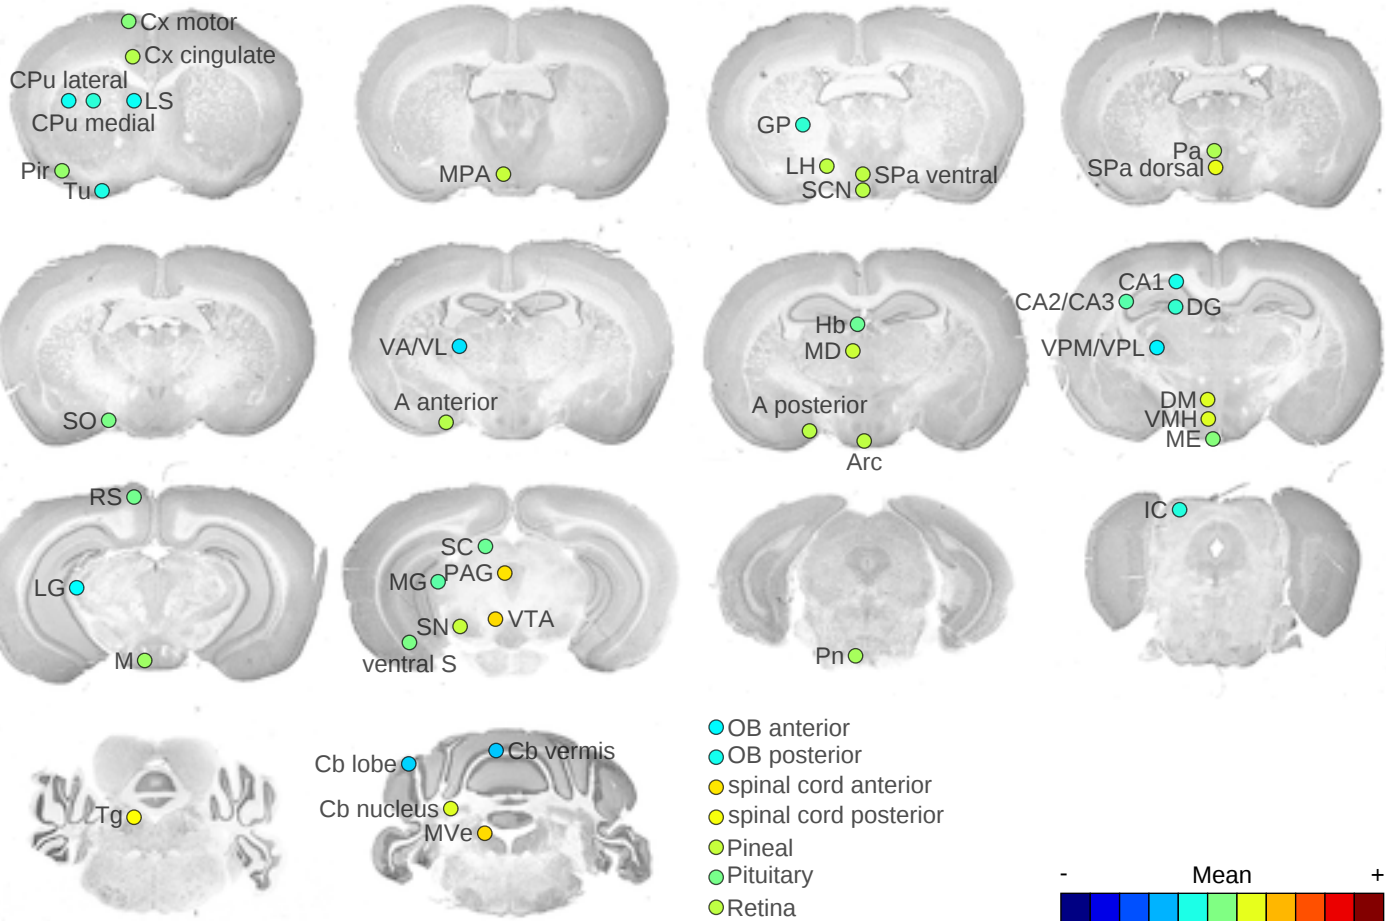 Cx motor
Cx cingulate
CPu lateral
LS
CPu medial
Pir
Tu
MPA
GP
LH
SPa ventral
SCN
Pa
SPa dorsal
SO
VA/VL
A anterior
Hb
MD
A posterior
Arc
CA1
CA2/CA3
DG
VPM/VPL
DM
VMH
ME
RS
LG
M
SC
MG
PAG
SN
VTA
ventral S
Pn
IC
Tg
Cb lobe
Cb vermis
Cb nucleus
MVe
OB anterior
OB posterior
spinal cord anterior
spinal cord posterior
Pineal
Pituitary
Retina
- Mean +